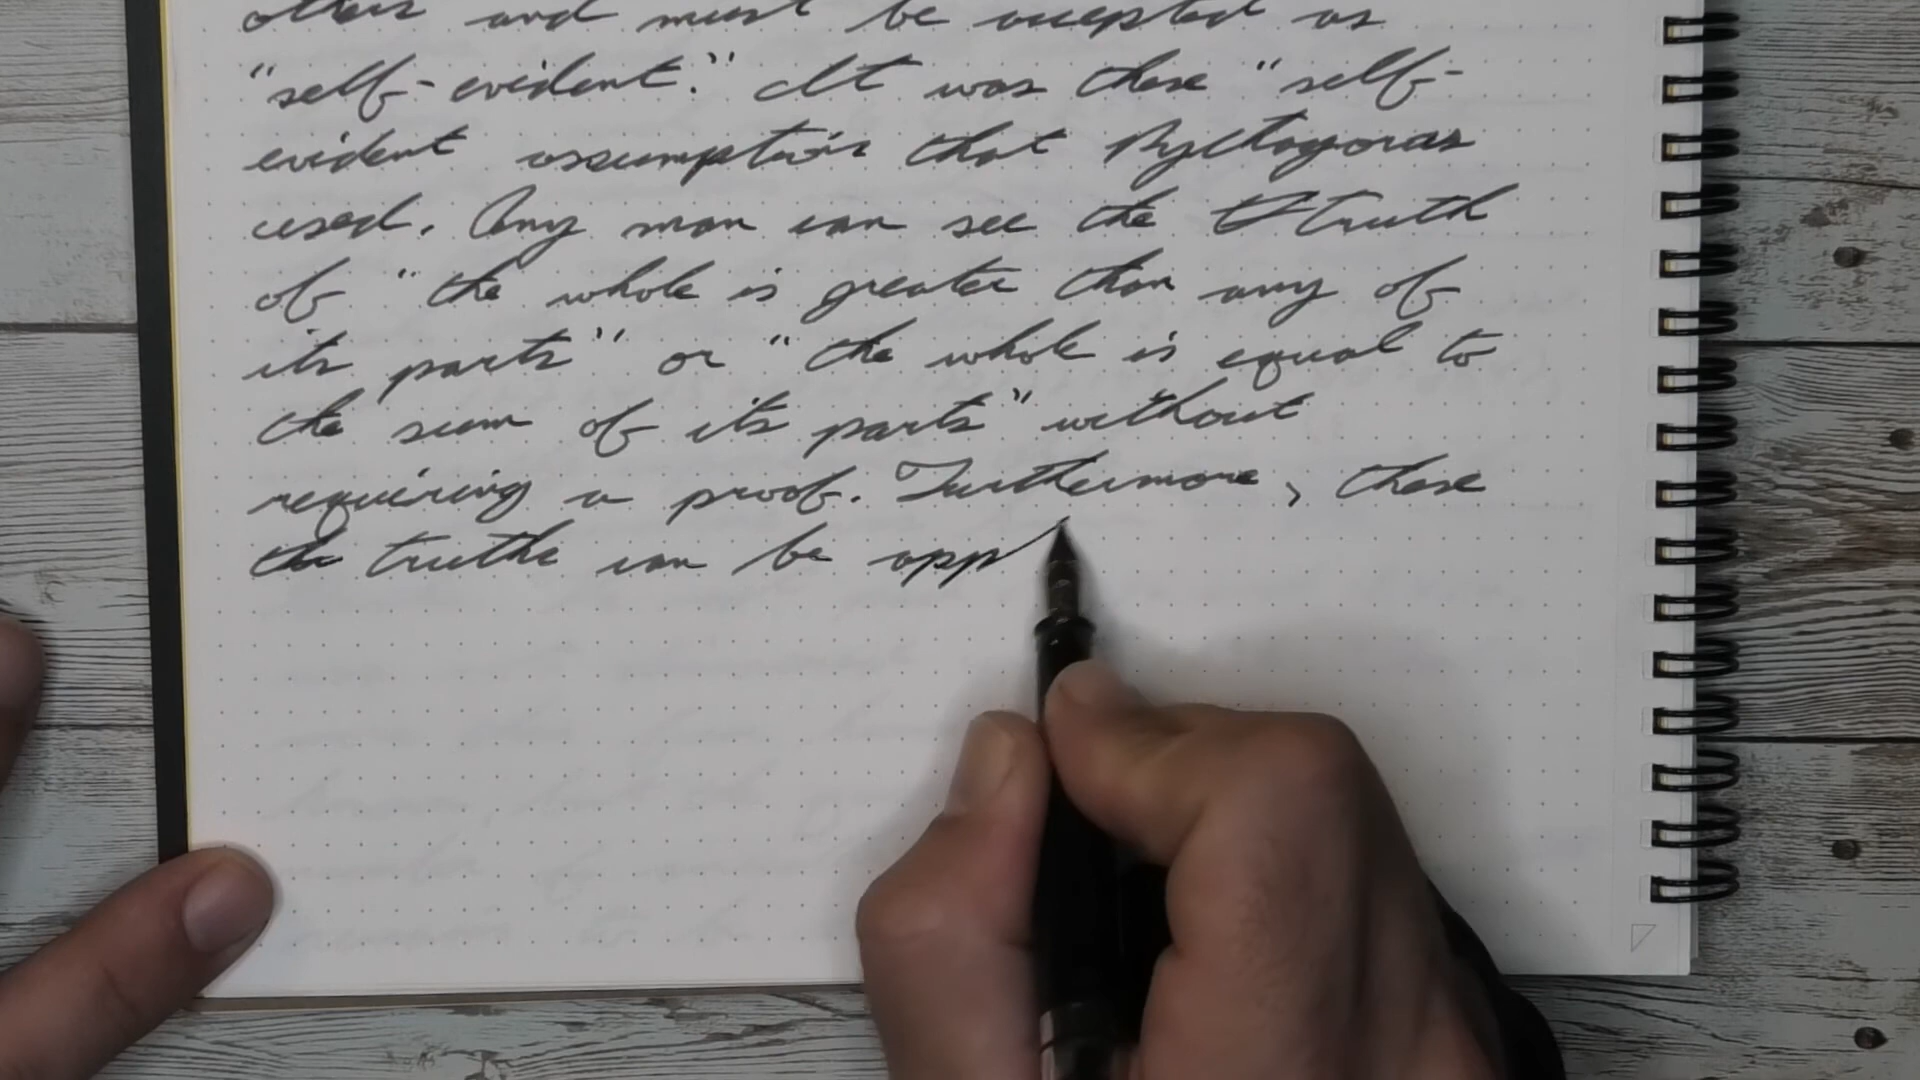 others and must be accepted as
"self-evident." It was these "self-
evident assumptions that Pythagoras
used. Any man can see the truth
of "the whole is greater than any of
its parts" or "the whole is equal to
the sum of its parts" without
requiring a proof. Furthermore, these
the truths can be appl